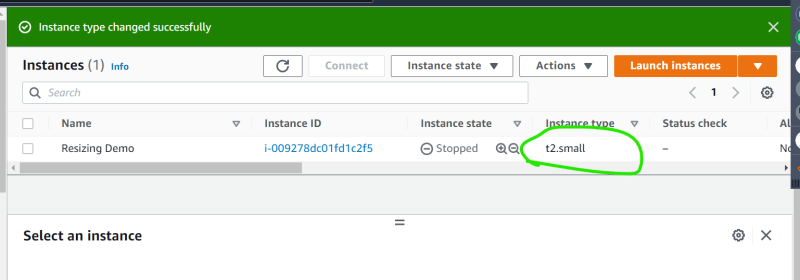 Instance type changed successfully
Instances (1) Info
Connect
Instance state
Actions
Launch instances
Search
1
Name
Instance ID
Instance state
Instance type
Status check
Al
Resizing Demo
i-009278dc01fd1c2f5
Stopped
t2.small
–
No
Select an instance